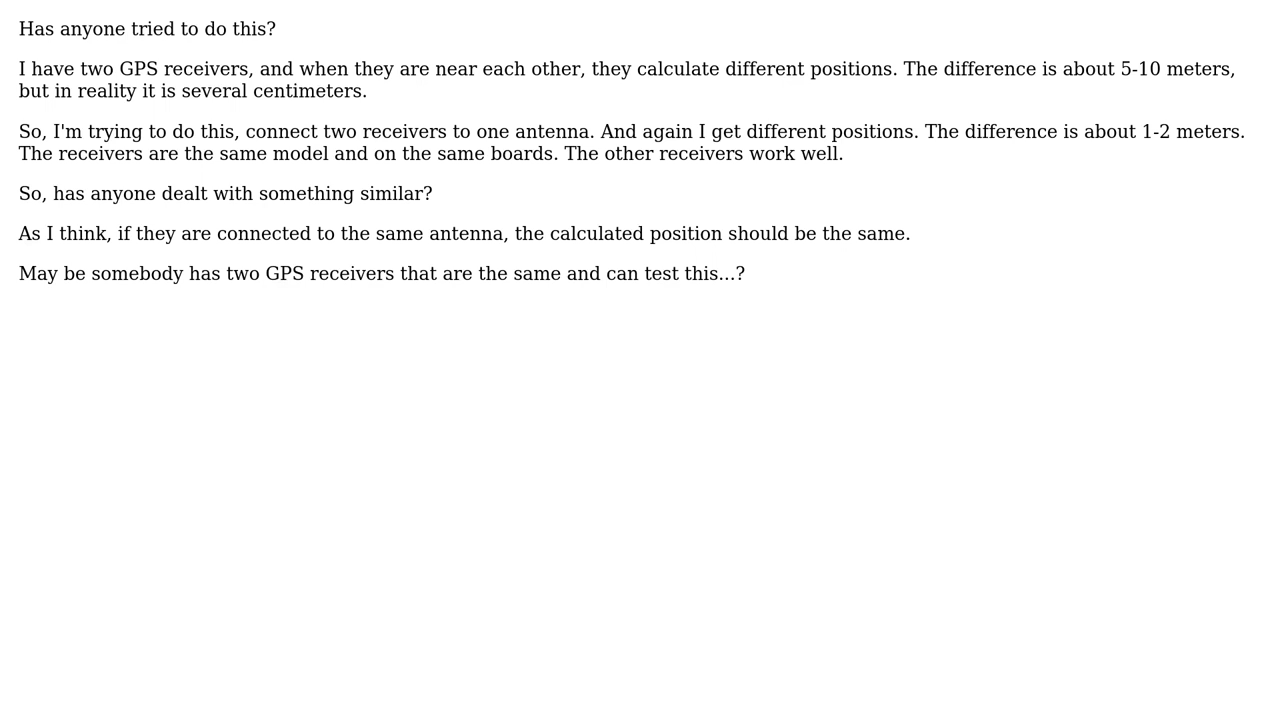 Has anyone tried to do this?
I have two GPS receivers, and when they are near each other, they calculate different positions. The difference is about 5-10 meters,
but in reality it is several centimeters.
So, I'm trying to do this, connect two receivers to one antenna. And again I get different positions. The difference is about 1-2 meters.
The receivers are the same model and on the same boards. The other receivers work well.
So, has anyone dealt with something similar?
As I think, if they are connected to the same antenna, the calculated position should be the same.
May be somebody has two GPS receivers that are the same and can test this...?